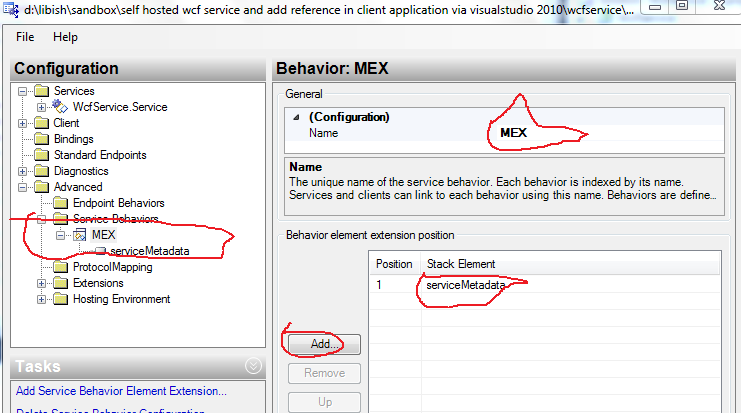 d:\libish\sandbox\self hosted wcf service and add reference in client application via visualstudio 2010\wcfservice\...
File Help
Configuration
Services
WcfService.Service
Client
Bindings
Standard Endpoints
Diagnostics
Advanced
Endpoint Behaviors
Service Behaviors
MEX
serviceMetadata
ProtocolMapping
Extensions
Hosting Environment
Tasks
Add Service Behavior Element Extension...
Delete Service Behavior Configuration
Behavior: MEX
General
(Configuration)
Name MEX
Name
The unique name of the service behavior. Each behavior is indexed by its name.
Services and clients can link to each behavior using this name. Behaviors are define...
Behavior element extension position
Position Stack Element
1 serviceMetadata
Add...
Remove
Up